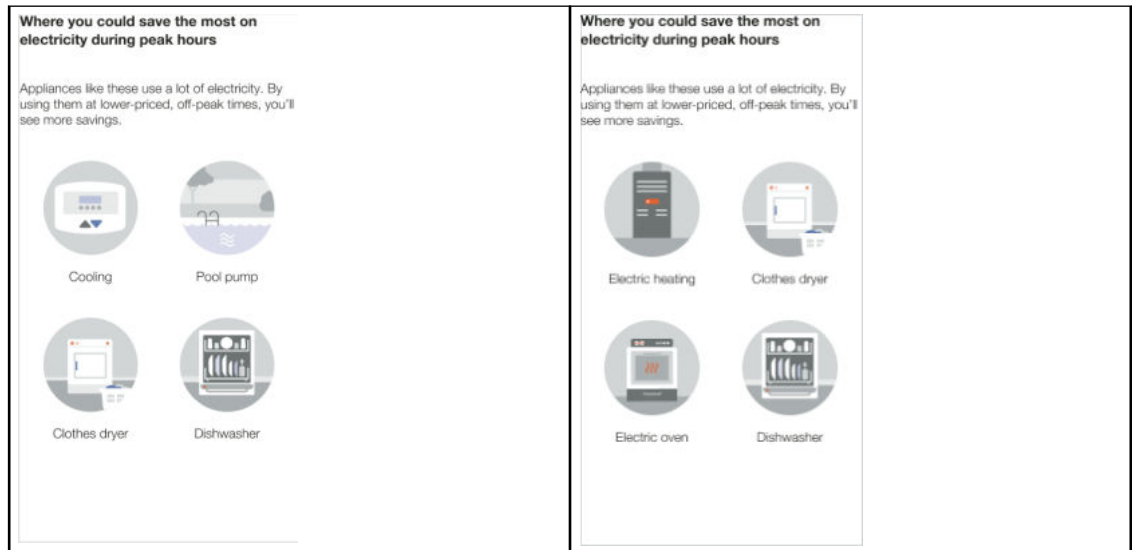 Where you could save the most on
electricity during peak hours
Appliances like these use a lot of electricity. By
using them at lower-priced, off-peak times, you'll
see more savings.
Cooling
Pool pump
Clothes dryer
Dishwasher
Where you could save the most on
electricity during peak hours
Appliances like these use a lot of electricity. By
using them at lower-priced, off-peak times, you'll
see more savings.
Electric heating
Clothes dryer
Electric oven
Dishwasher